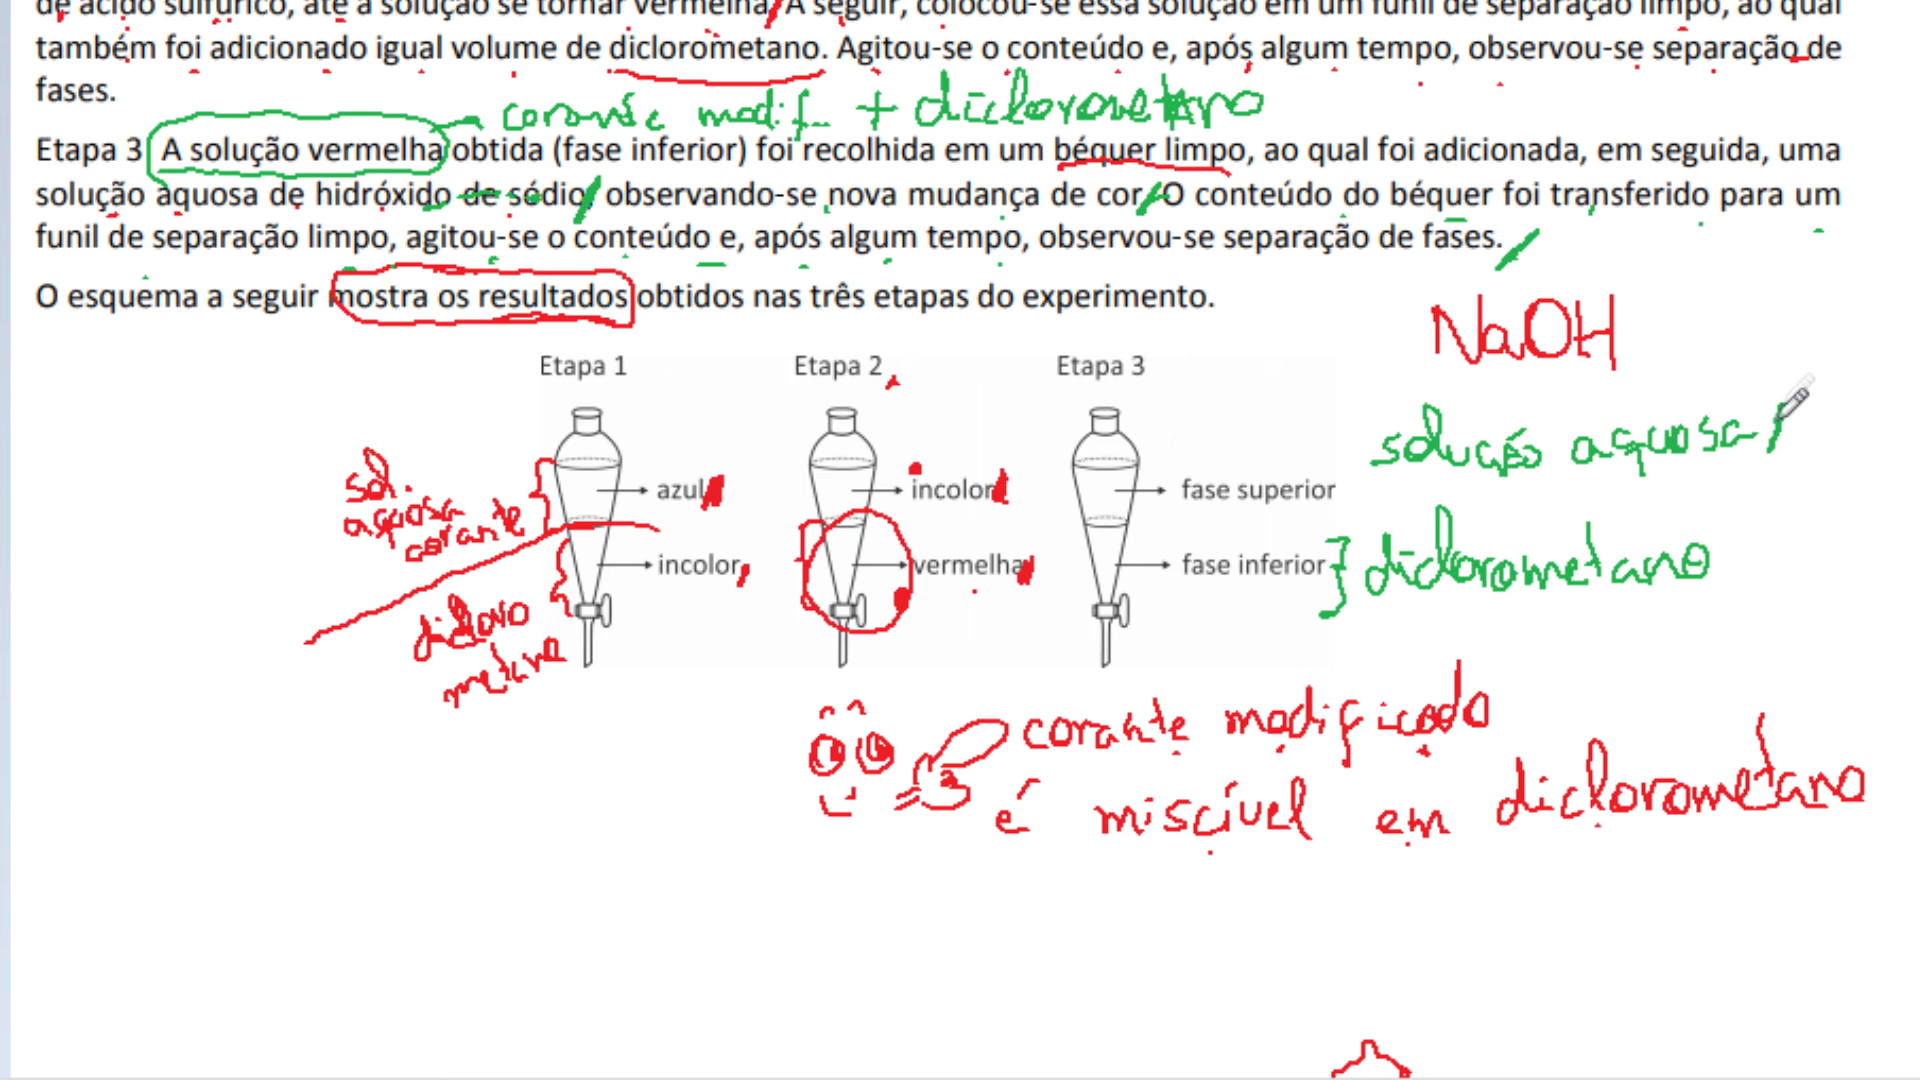 de ácido sulfúrico, até a solução se tornar vermelha. A seguir, colocou-se essa solução em um funil de separação limpo, ao qual
também foi adicionado igual volume de diclorometano. Agitou-se o conteúdo e, após algum tempo, observou-se separação de
fases.
corante modif. + diclorometano
Etapa 3 A solução vermelha obtida (fase inferior) foi recolhida em um béquer limpo, ao qual foi adicionada, em seguida, uma
solução aquosa de hidróxido de sódio, observando-se nova mudança de cor. O conteúdo do béquer foi transferido para um
funil de separação limpo, agitou-se o conteúdo e, após algum tempo, observou-se separação de fases.
O esquema a seguir mostra os resultados obtidos nas três etapas do experimento.
NaOH
Etapa 1 Etapa 2 Etapa 3
solução aquosa
sol.
aquosa
corante
azul
incolor
fase superior
incolor
vermelha
fase inferior
diclorometano
dicloro
corante modificado
é miscível em diclorometano